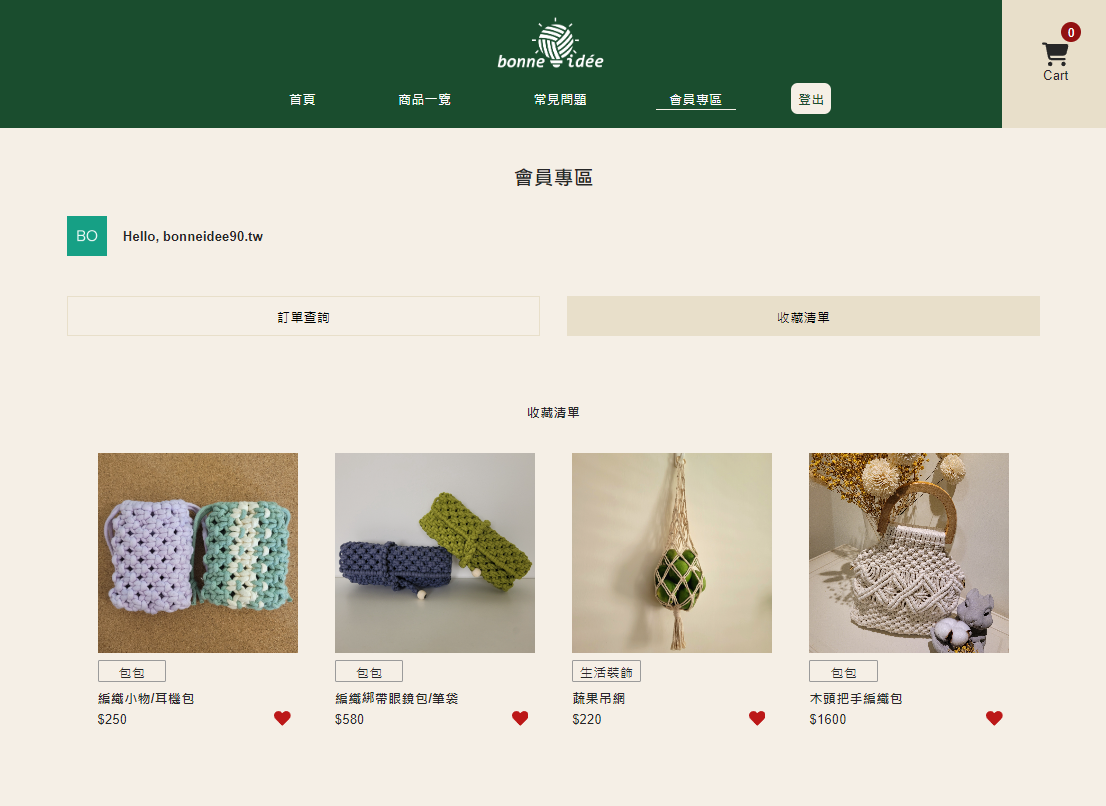 bonne idée
0
Cart
首頁 商品一覽 常見問題 會員專區 登出
會員專區
BO Hello, bonneidee90.tw
訂單查詢 收藏清單
收藏清單
包包 包包 生活裝飾 包包
編織小物/耳機包 編織綁帶眼鏡包/筆袋 蔬果吊網 木頭把手編織包
$250 $580 $220 $1600